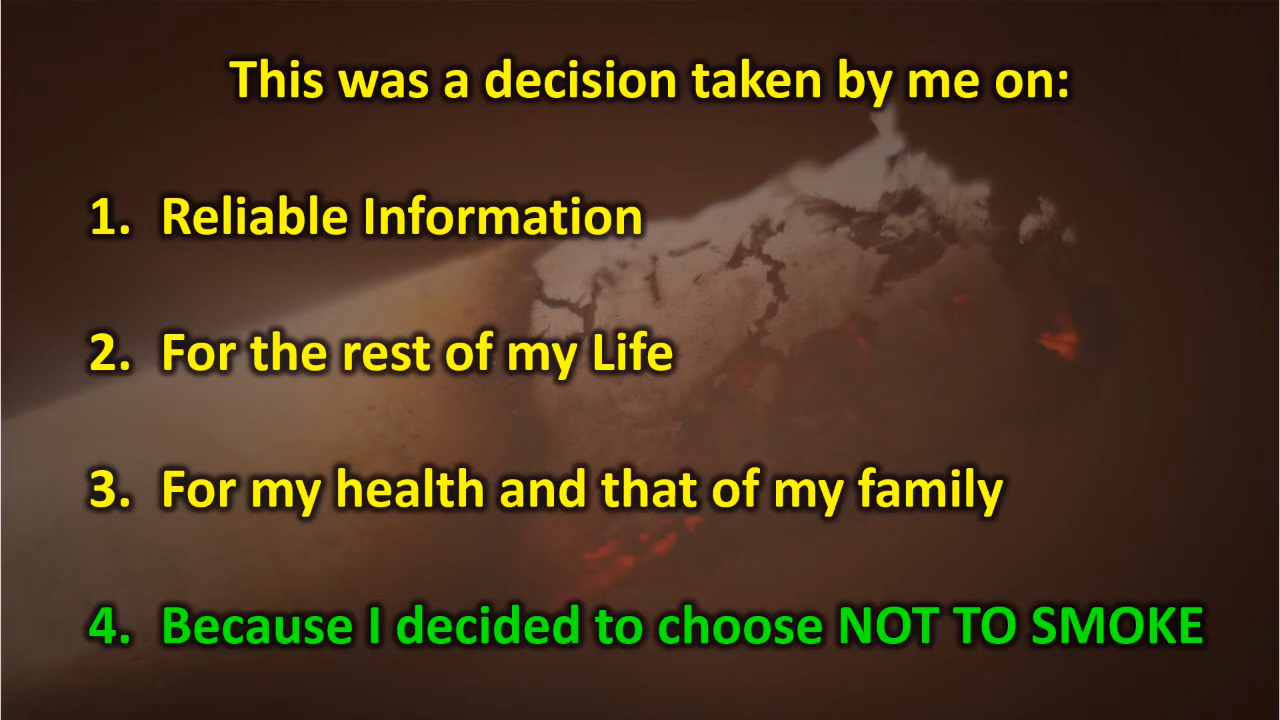 This was a decision taken by me on:
1. Reliable Information
2. For the rest of my Life
3. For my health and that of my family
4. Because I decided to choose NOT TO SMOKE